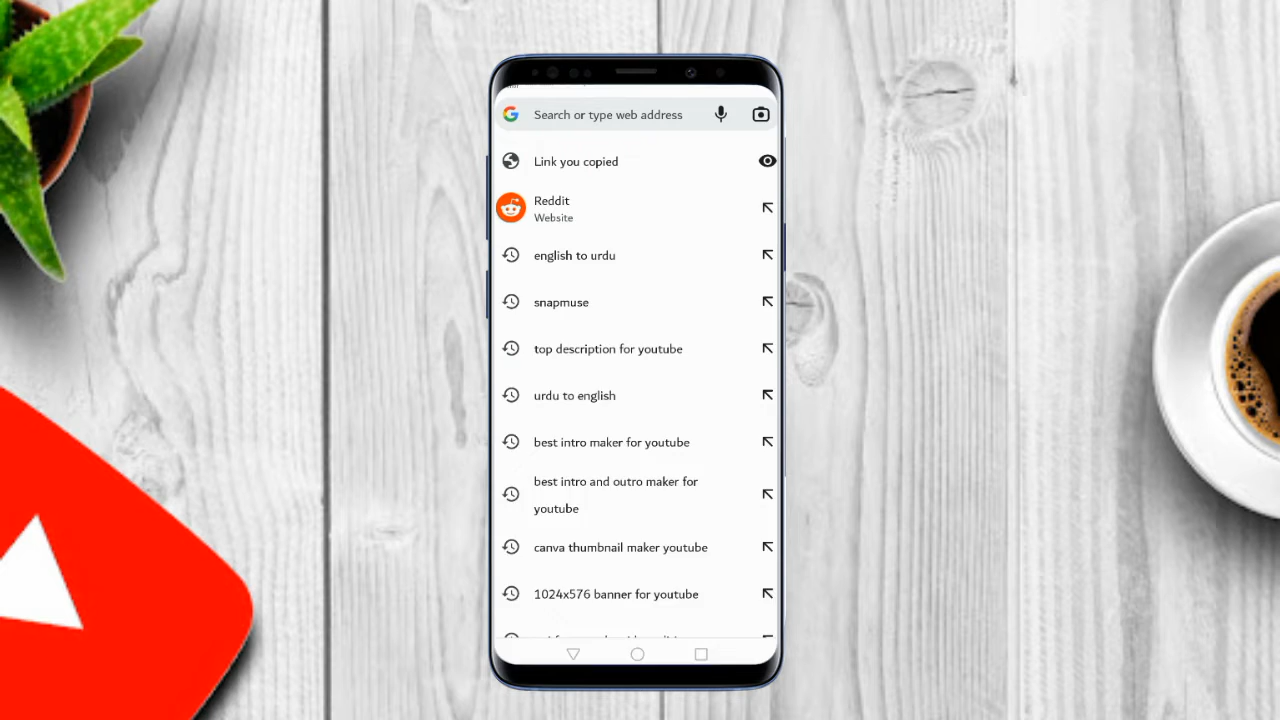 Search or type web address
Link you copied
Reddit
Website
english to urdu
snapmuse
top description for youtube
urdu to english
best intro maker for youtube
best intro and outro maker for
youtube
canva thumbnail maker youtube
1024x576 banner for youtube